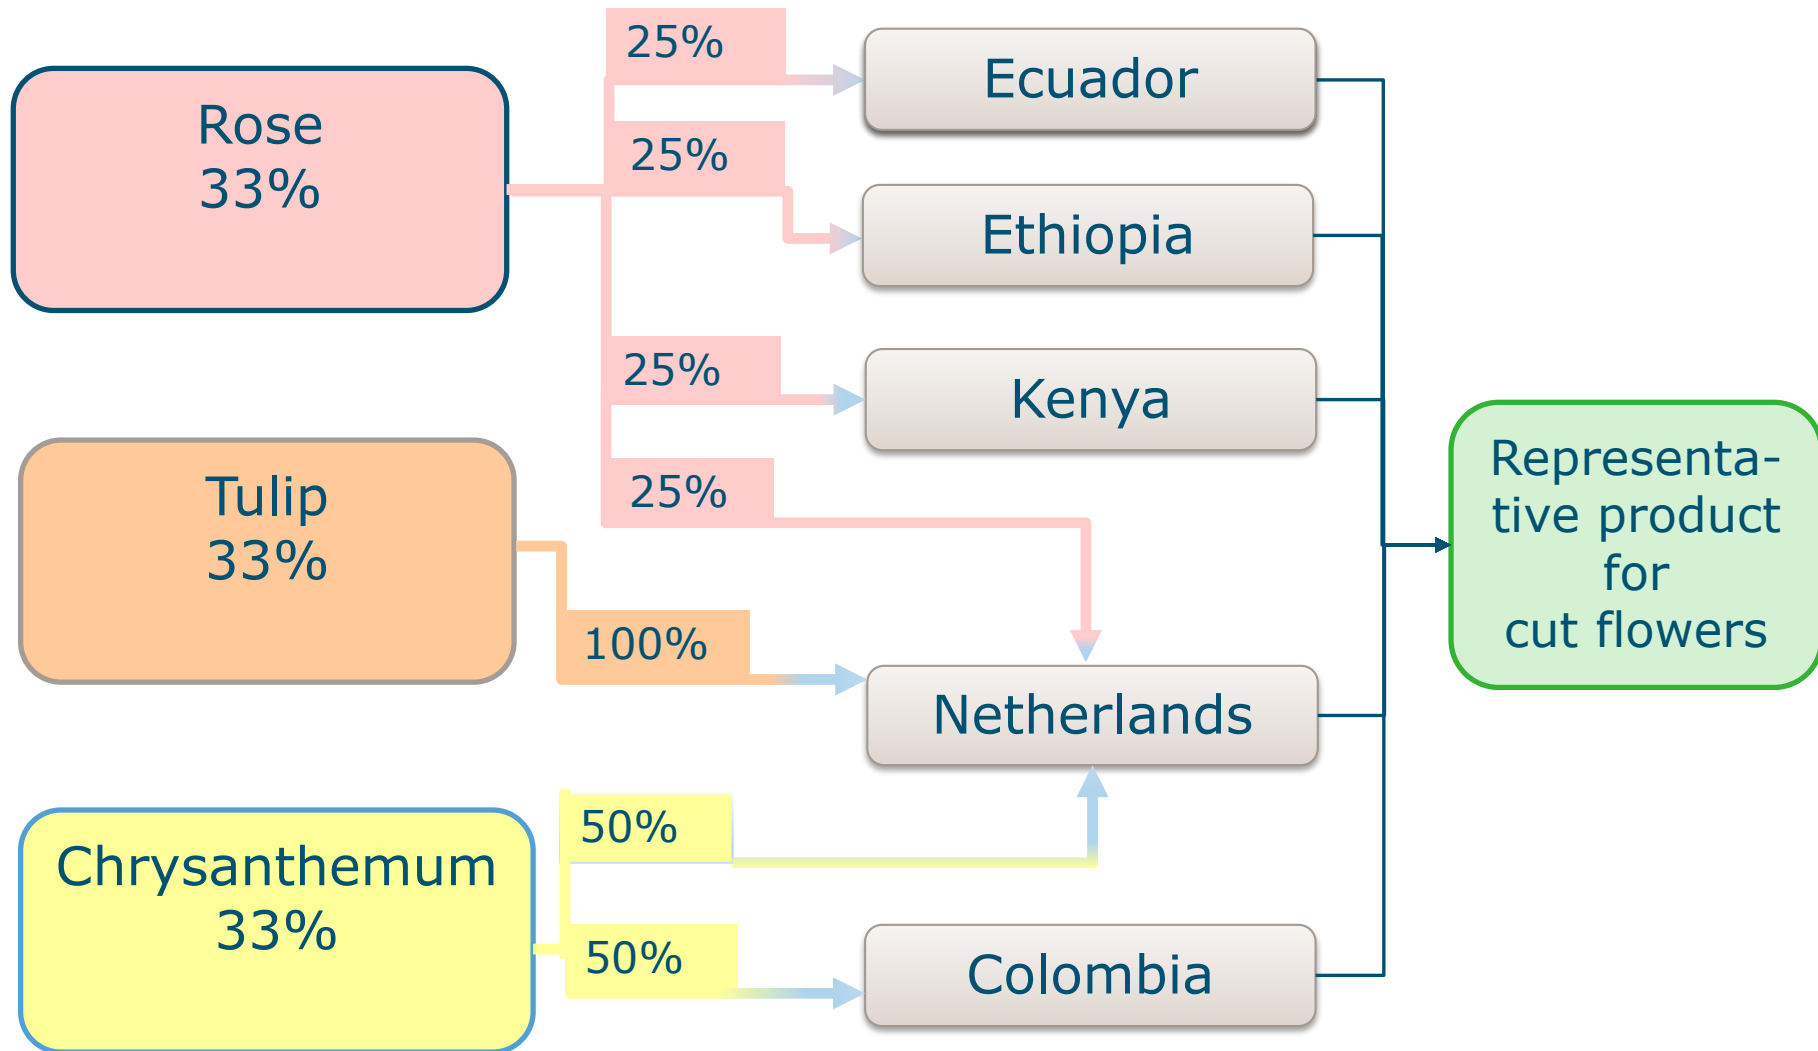 Rose
33%
25%
25%
25%
25%
Tulip
33%
100%
Chrysanthemum
33%
50%
50%
Ecuador
Ethiopia
Kenya
Netherlands
Colombia
Representa-
tive product
for
cut flowers